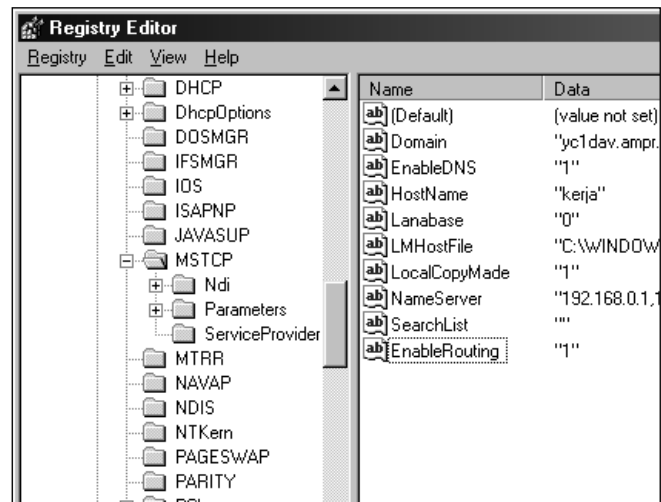 Registry Editor
Registry Edit View Help
DHCP
DhcpOptions
DOSMGR
IFSMGR
IOS
ISAPNP
JAVASUP
MSTCP
Ndi
Parameters
ServiceProvider
MTRR
NAVAP
NDIS
NTKern
PAGESWAP
PARITY
Name Data
(Default) (value not set)
Domain "yc1dav.ampr.
EnableDNS "1"
HostName "kerja"
Lanabase "0"
LMHostFile "C:\WINDOW
LocalCopyMade "1"
NameServer "192.168.0.1,1
SearchList ""
EnableRouting "1"